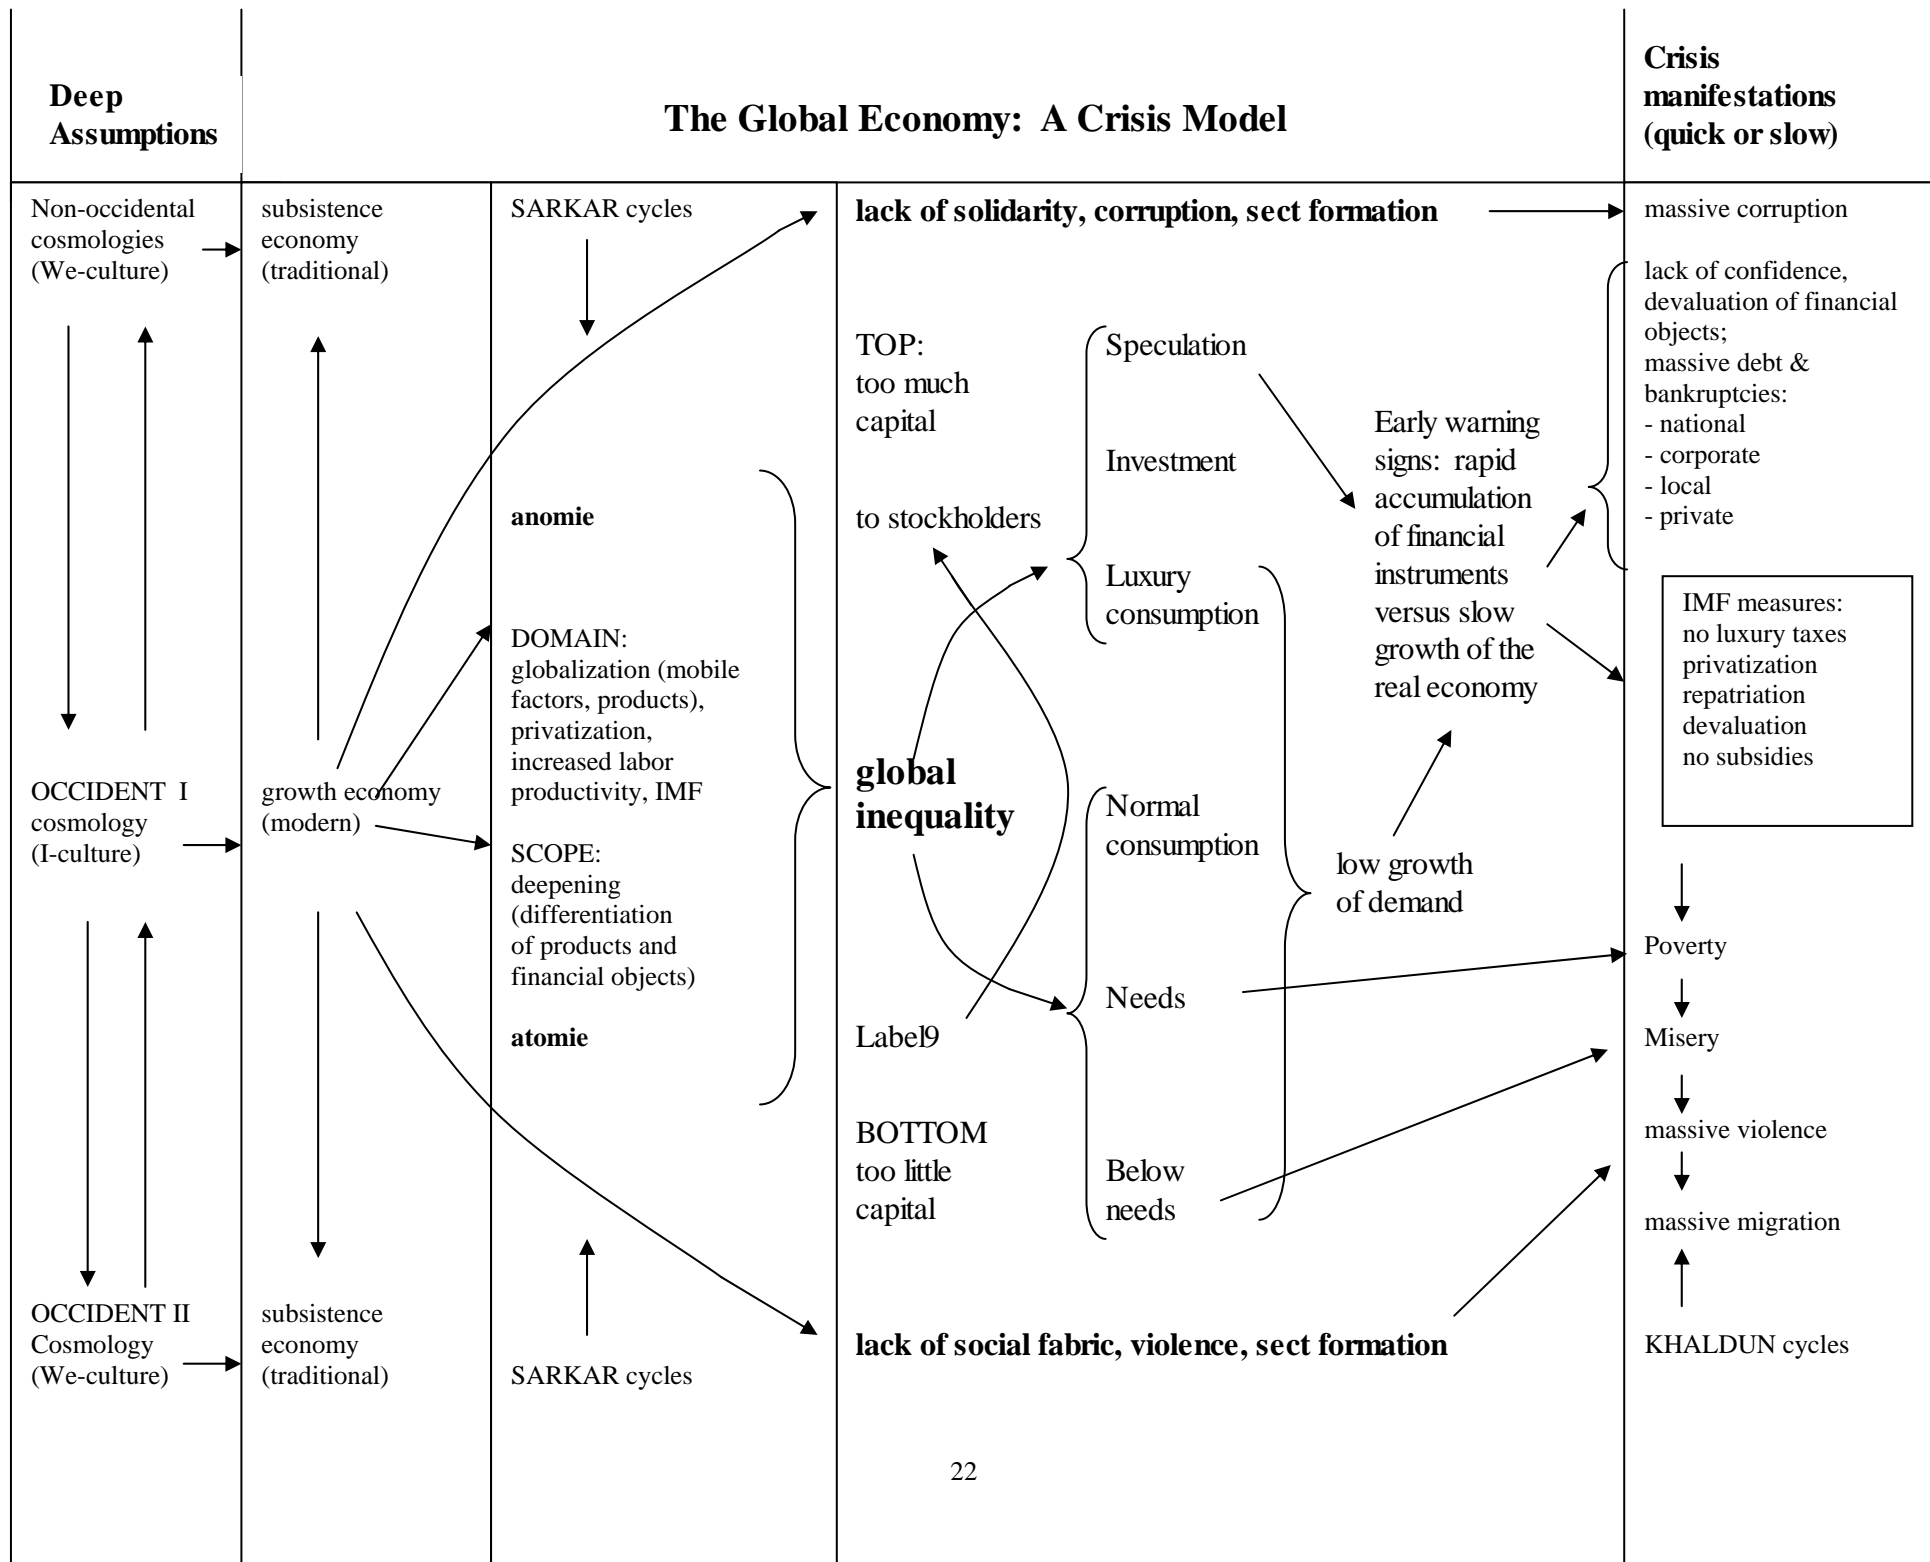 Deep
Assumptions
The Global Economy: A Crisis Model
Crisis
manifestations
(quick or slow)
Non-occidental
cosmologies
(We-culture)
OCCIDENT I
cosmology
(I-culture)
OCCIDENT II
Cosmology
(We-culture)
subsistence
economy
(traditional)
growth economy
(modern)
subsistence
economy
(traditional)
SARKAR cycles
anomie
DOMAIN:
globalization (mobile
factors, products),
privatization,
increased labor
productivity, IMF
SCOPE:
deepening
(differentiation
of products and
financial objects)
atomie
SARKAR cycles
lack of solidarity, corruption, sect formation
TOP:
too much
capital
to stockholders
global
inequality
Label9
BOTTOM
too little
capital
Speculation
Investment
Luxury
consumption
Normal
consumption
Needs
Below
needs
Early warning
signs: rapid
accumulation
of financial
instruments
versus slow
growth of the
real economy
low growth
of demand
lack of social fabric, violence, sect formation
massive corruption
lack of confidence,
devaluation of financial
objects;
massive debt &
bankruptcies:
- national
- corporate
- local
- private
IMF measures:
no luxury taxes
privatization
repatriation
devaluation
no subsidies
Poverty
Misery
massive violence
massive migration
KHALDUN cycles
22